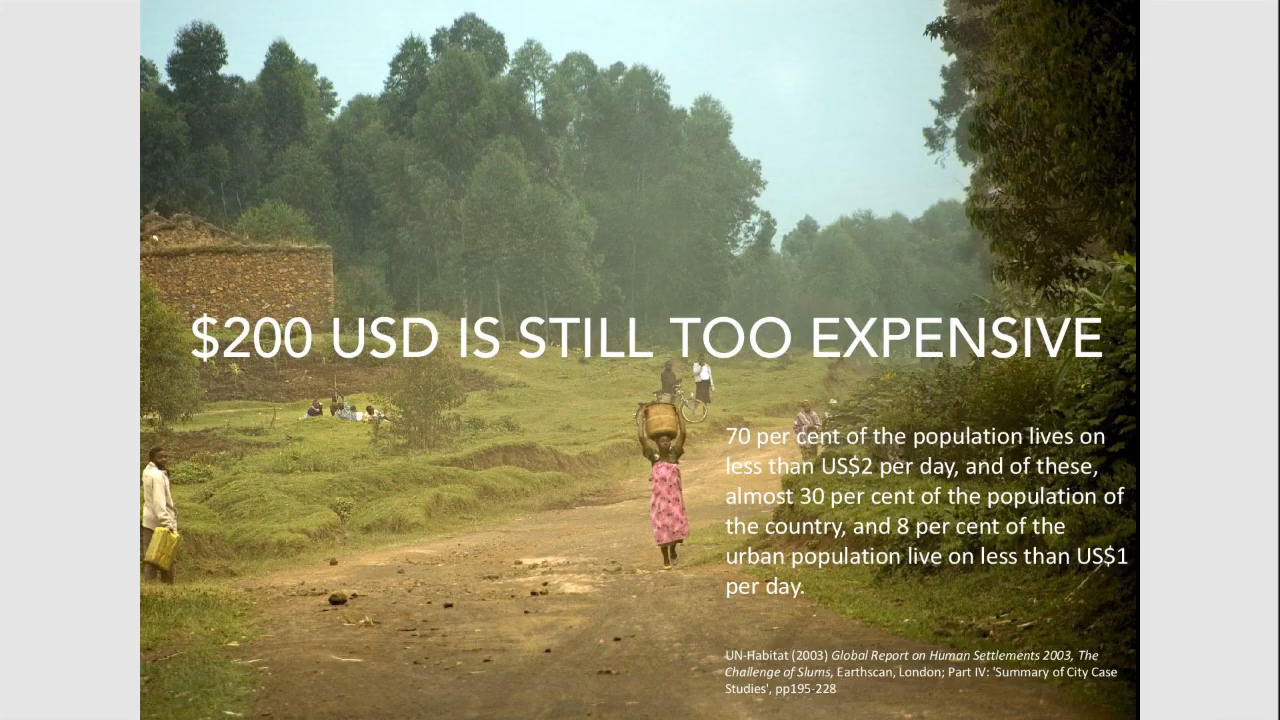 $200 USD IS STILL TOO EXPENSIVE
70 per cent of the population lives on
less than US$2 per day, and of these,
almost 30 per cent of the population of
the country, and 8 per cent of the
urban population live on less than US$1
per day.
UN-Habitat (2003) Global Report on Human Settlements 2003, The
Challenge of Slums, Earthscan, London; Part IV: 'Summary of City Case
Studies', pp195-228